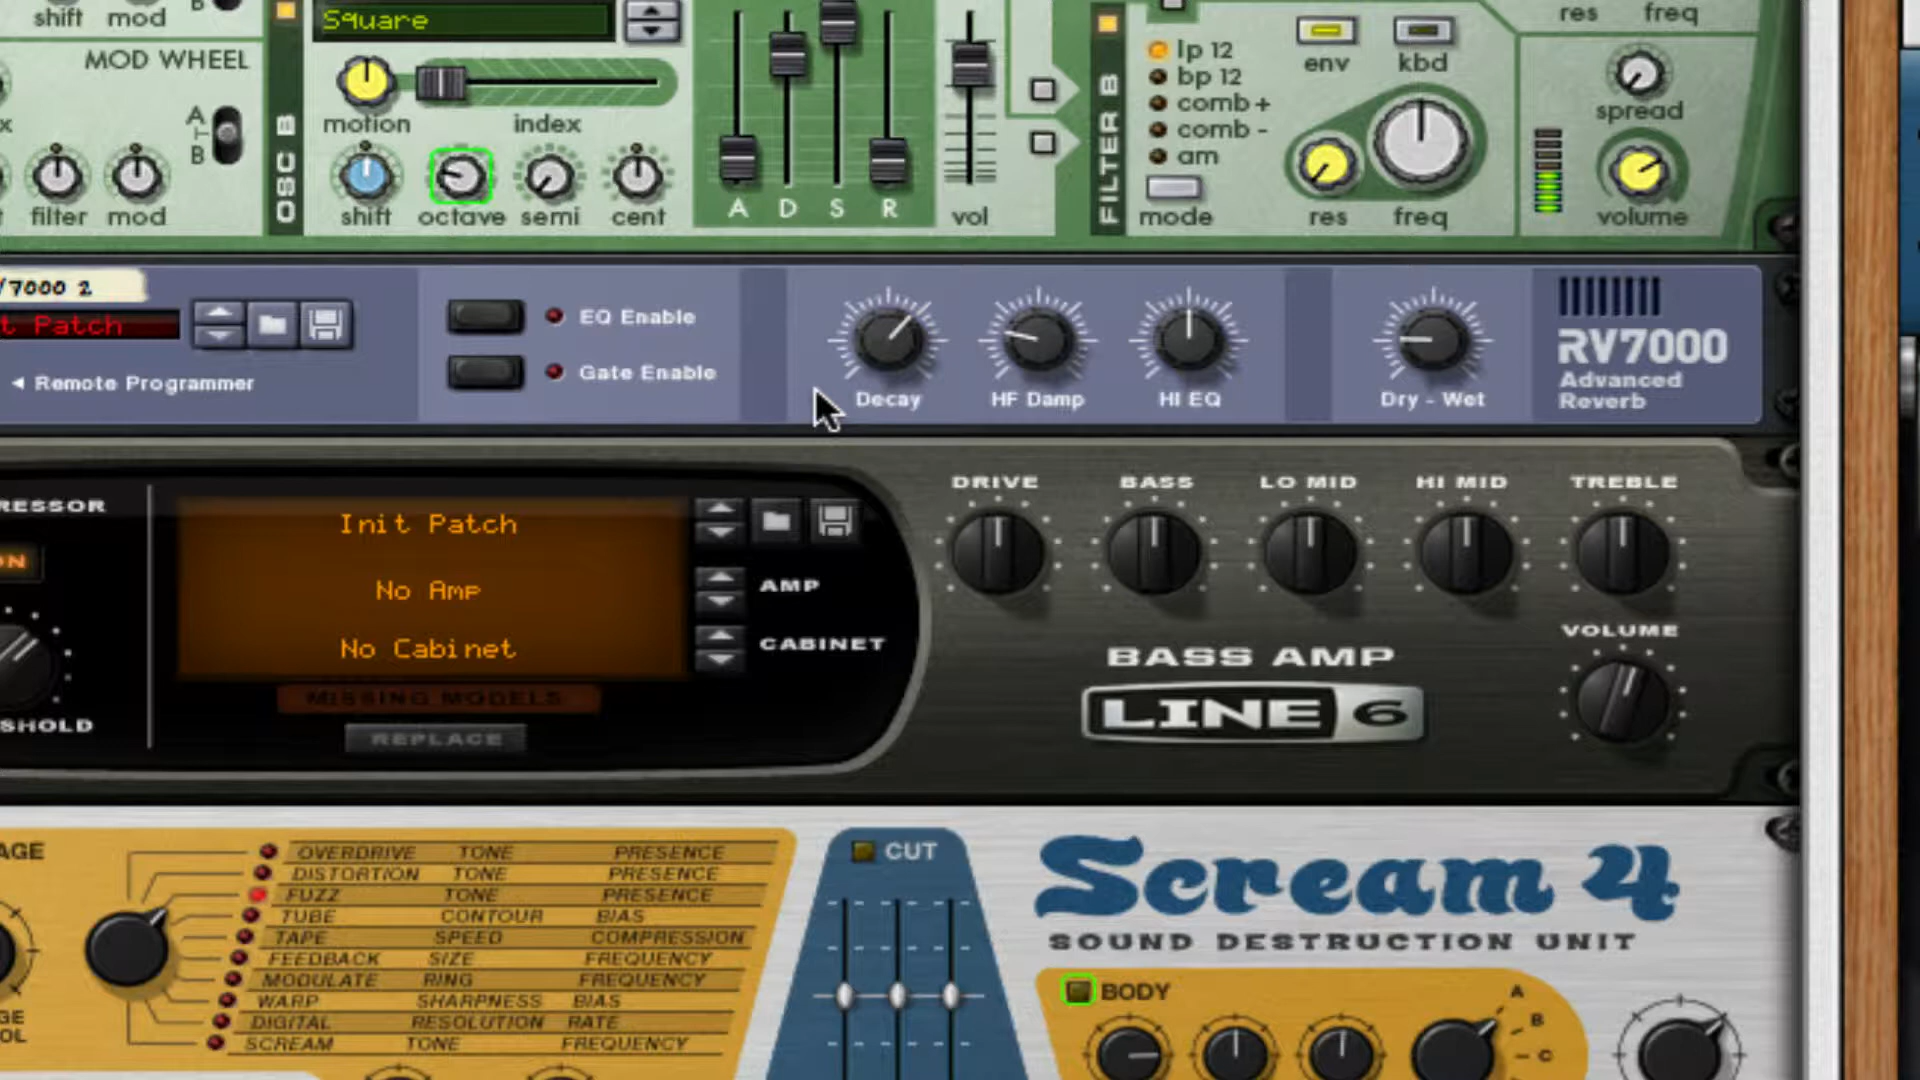 shift mod
B
res freq
Square
MOD WHEEL
A
B
x
motion index
filter mod
OSC B
shift octave semi cent
A D S R
vol
FILTER B
lp 12
bp 12
comb +
comb -
am
mode
env kbd
res freq
spread
volume
/7000 2
t Patch
Remote Programmer
EQ Enable
Gate Enable
Decay HF Damp HI EQ
Dry - Wet
RV7000
Advanced
Reverb
RESSOR
ON
SHOLD
Init Patch
No Amp
No Cabinet
MISSING MODELS
REPLACE
AMP
CABINET
DRIVE BASS LO MID HI MID TREBLE
BASS AMP
LINE 6
VOLUME
AGE
OVERDRIVE TONE PRESENCE
DISTORTION TONE PRESENCE
FUZZ TONE PRESENCE
TUBE CONTOUR BIAS
TAPE SPEED COMPRESSION
FEEDBACK SIZE FREQUENCY
MODULATE RING FREQUENCY
WARP SHARPNESS BIAS
DIGITAL RESOLUTION RATE
SCREAM TONE FREQUENCY
GE
OL
CUT
Scream 4
SOUND DESTRUCTION UNIT
BODY
A
B
C